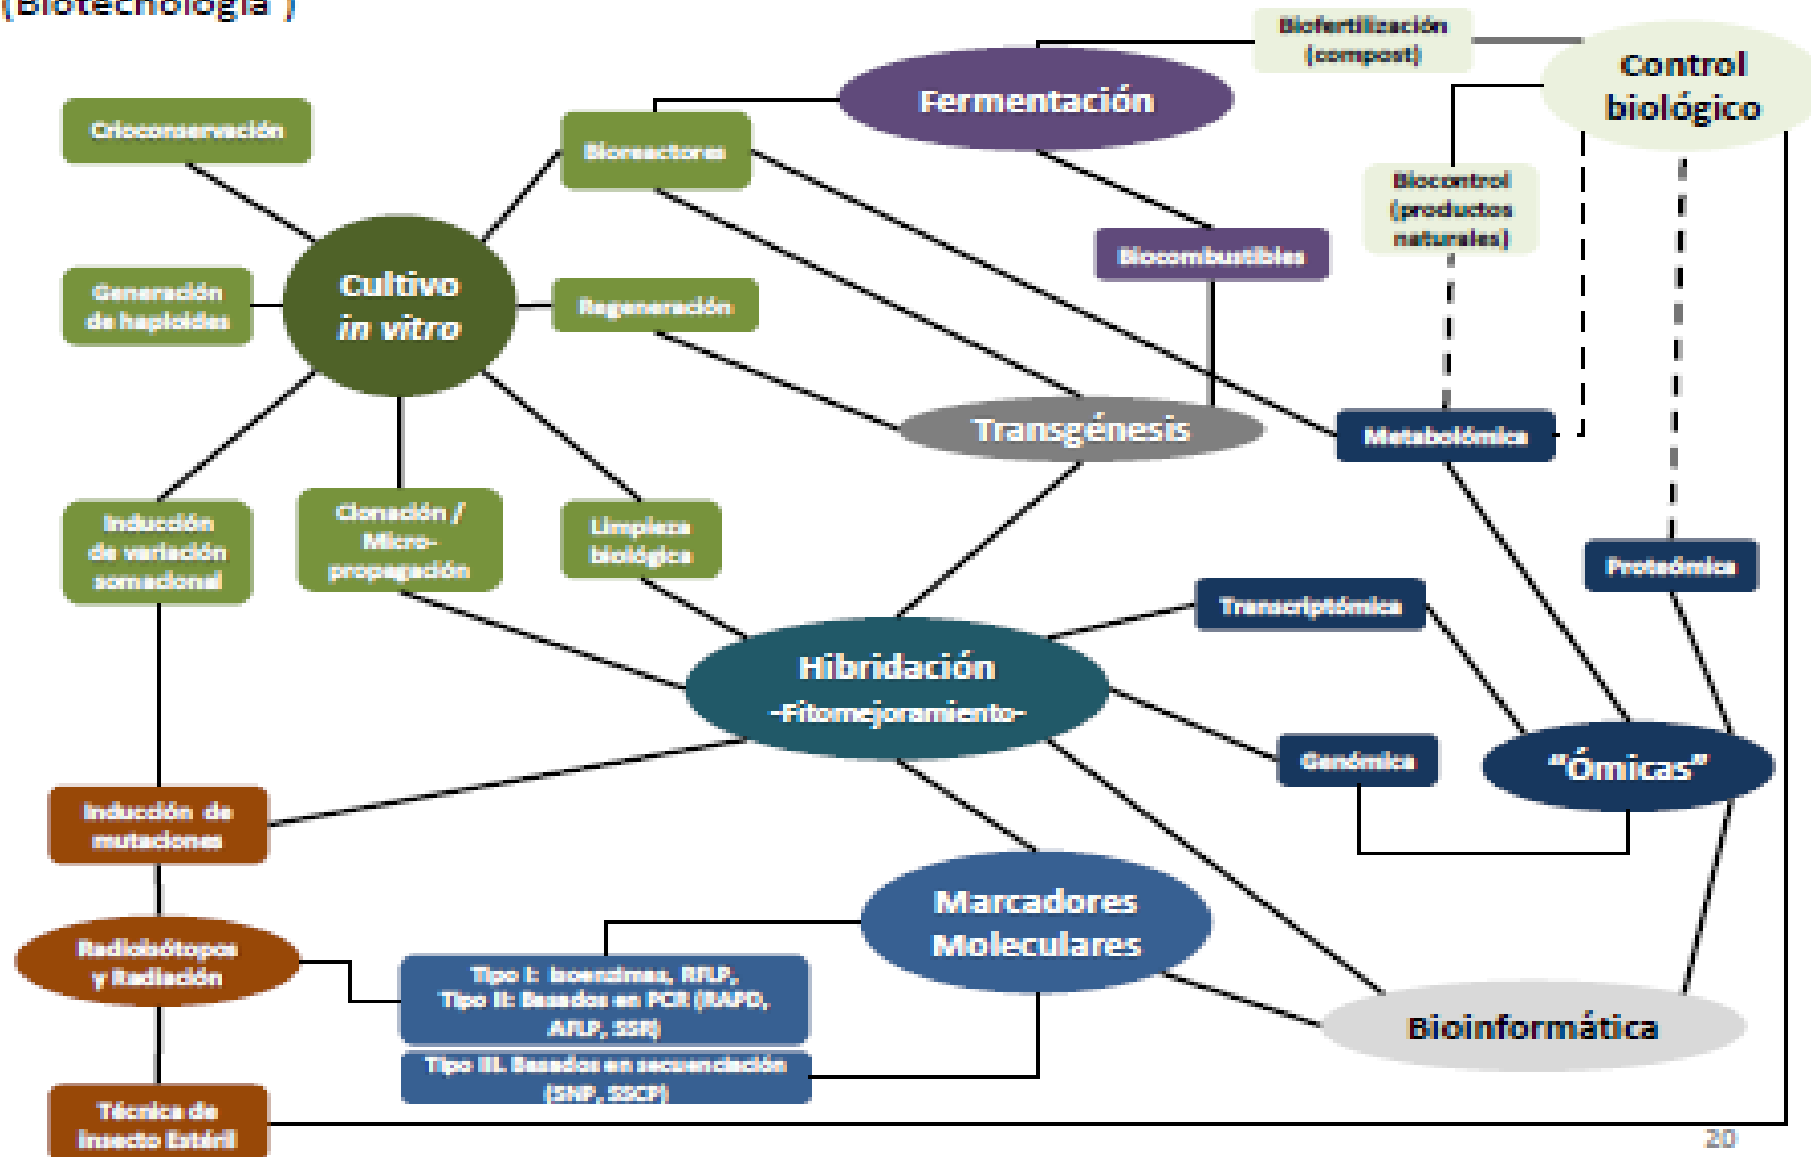 (Biotecnología )
Biofertilización
(compost)
Control
biológico
Fermentación
Crioconservación
Bioreactores
Biocontrol
(productos
naturales)
Biocombustibles
Cultivo
in vitro
Generación
de haploides
Regeneración
Transgénesis
Metabolómica
Inducción
de variación
somaclonal
Clonación /
Micro-
propagación
Limpieza
biológica
Proteómica
Transcriptómica
Hibridación
-Fitomejoramiento-
Genómica
“Ómicas”
Inducción de
mutaciones
Marcadores
Moleculares
Radioisótopos
y Radiación
Tipo I: Isoenzimas, RFLP,
Tipo II: Basados en PCR (RAPD,
AFLP, SSR)
Tipo III. Basados en secuenciación
(SNP, SSCP)
Bioinformática
Técnica de
insecto Estéril
20